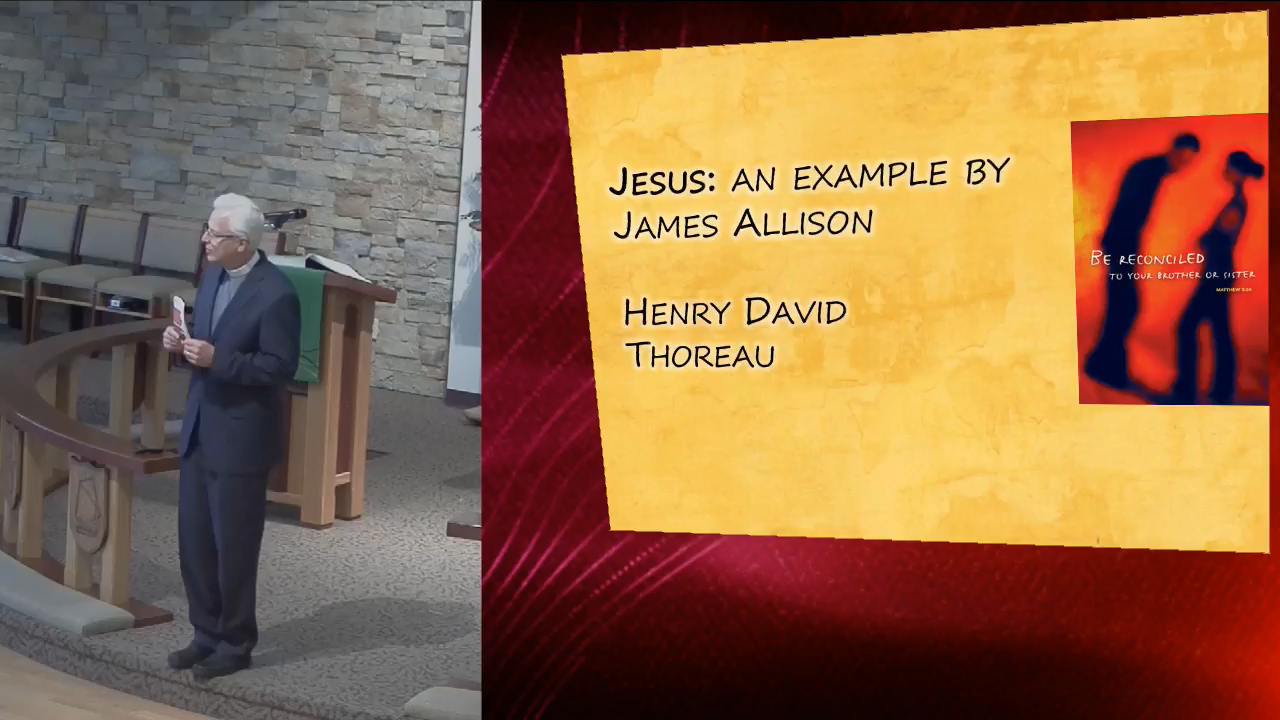 JESUS: AN EXAMPLE BY
JAMES ALLISON
HENRY DAVID
THOREAU
BE RECONCILED
TO YOUR BROTHER OR SISTER